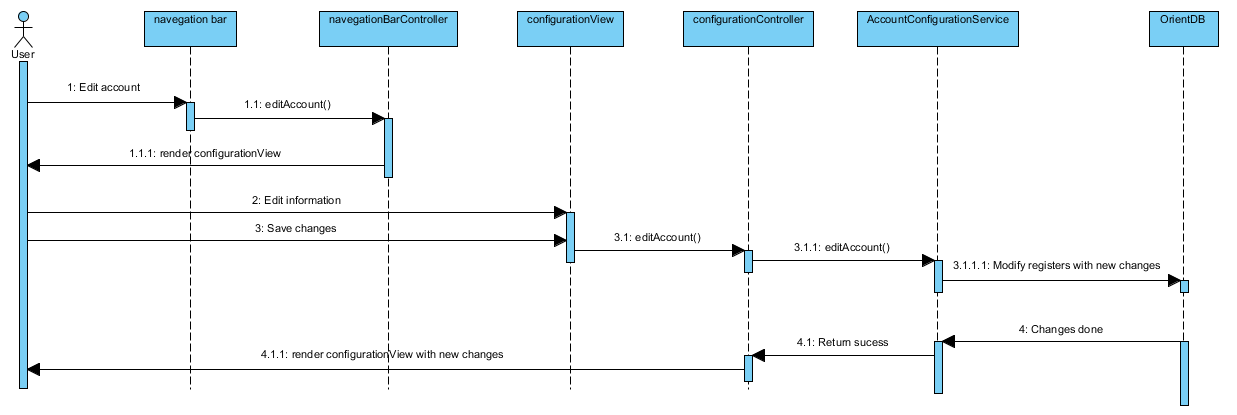 navegation bar
navegationBarController
configurationView
configurationController
AccountConfigurationService
OrientDB
User
1: Edit account
1.1: editAccount()
1.1.1: render configurationView
2: Edit information
3: Save changes
3.1: editAccount()
3.1.1: editAccount()
3.1.1.1: Modify registers with new changes
4: Changes done
4.1: Return sucess
4.1.1: render configurationView with new changes